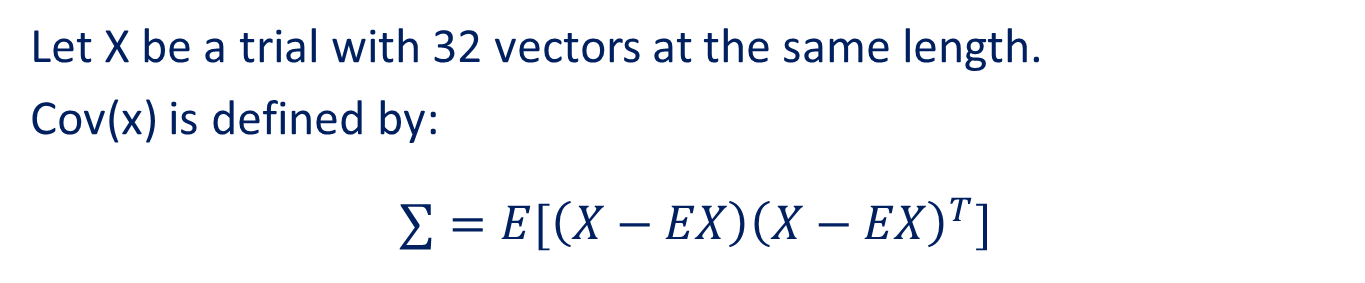 Let X be a trial with 32 vectors at the same length.
Cov(x) is defined by:
∑ = E[(X − EX)(X − EX)ᵀ]